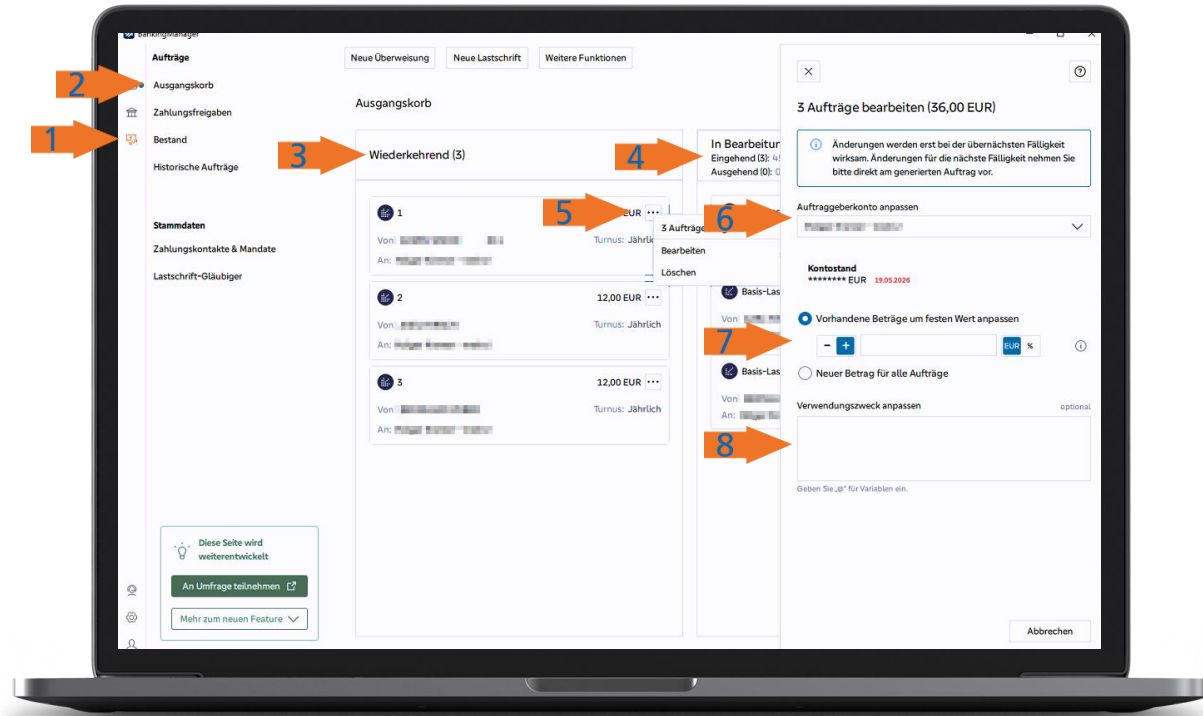 BankingManager
Aufträge
Ausgangskorb
Zahlungsfreigaben
Bestand
Historische Aufträge
Stammdaten
Zahlungskontakte & Mandate
Lastschrift-Gläubiger
2
1
Diese Seite wird
weiterentwickelt
An Umfrage teilnehmen
Mehr zum neuen Feature
Neue Überweisung
Neue Lastschrift
Weitere Funktionen
Ausgangskorb
3
Wiederkehrend (3)
1
5
EUR ...
Von:
Turnus:
An:
2
12,00 EUR ...
Von:
Turnus: Jährlich
An:
3
12,00 EUR ...
Von:
Turnus: Jährlich
An:
4
In
Eingehend (3):
Ausgehend (0):
3 Aufträge
Bearbeiten
Löschen
Von:
Von:
An:
3 Aufträge bearbeiten (36,00 EUR)
Änderungen werden erst bei der übernächsten Fälligkeit
wirksam. Änderungen für die nächste Fälligkeit nehmen Sie
bitte direkt am generierten Auftrag vor.
6
Auftraggeberkonto anpassen
Kontostand
******** EUR 19.05.2026
Vorhandene Beträge um festen Wert anpassen
7
- + EUR %
Neuer Betrag für alle Aufträge
Verwendungszweck anpassen optional
8
Geben Sie „@" für Variablen ein.
Abbrechen